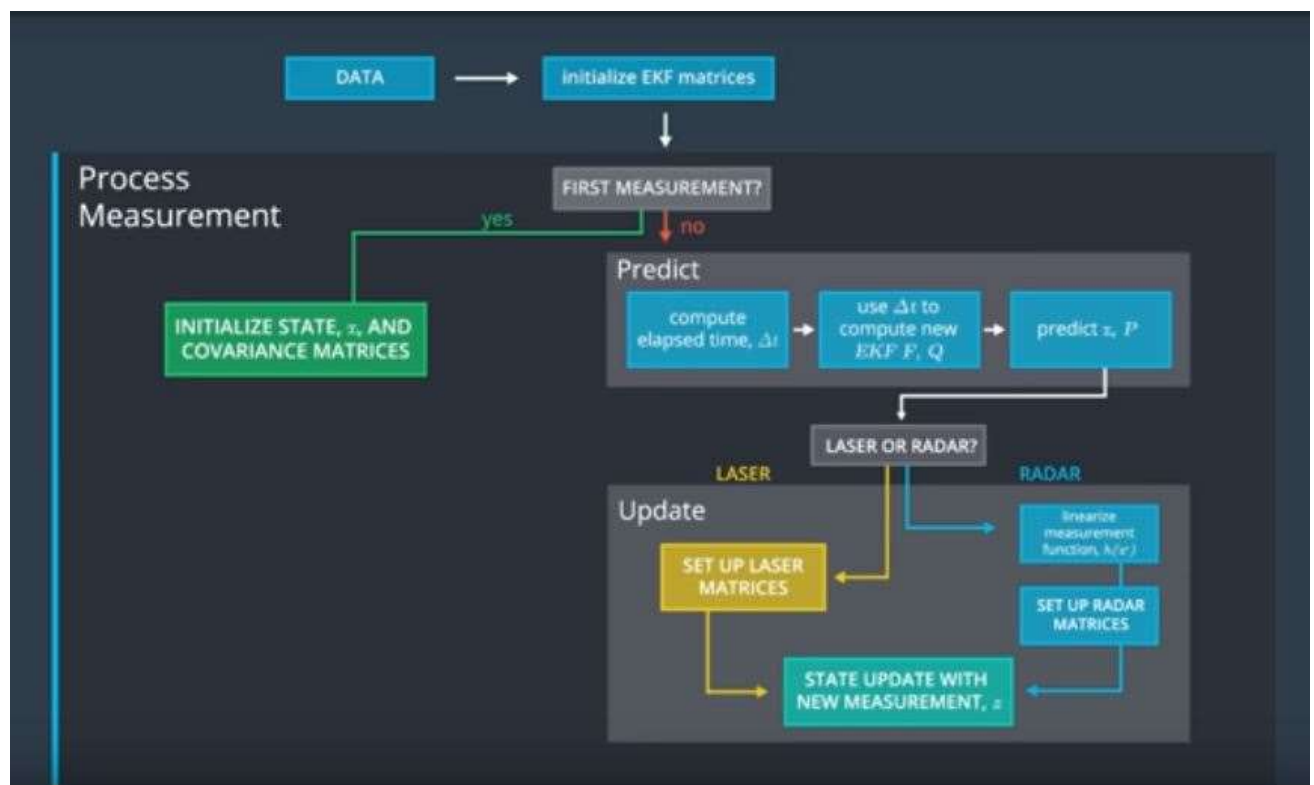 DATA
initialize EKF matrices
Process
Measurement
FIRST MEASUREMENT?
yes
no
Predict
INITIALIZE STATE, x, AND
COVARIANCE MATRICES
compute
elapsed time, Δt
use Δt to
compute new
EKF F, Q
predict x, P
LASER OR RADAR?
LASER
RADAR
Update
linearize
measurement
function, h(x')
SET UP LASER
MATRICES
SET UP RADAR
MATRICES
STATE UPDATE WITH
NEW MEASUREMENT, z